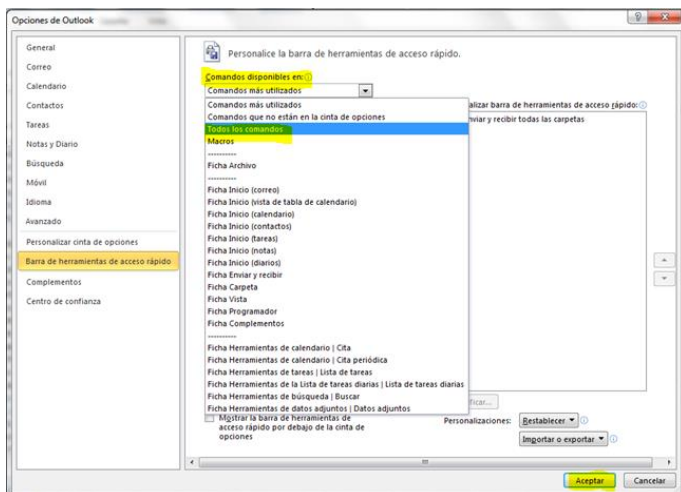 Opciones de Outlook
General
Correo
Calendario
Contactos
Tareas
Notas y Diario
Búsqueda
Móvil
Idioma
Avanzado
Personalizar cinta de opciones
Barra de herramientas de acceso rápido
Complementos
Centro de confianza
Personalice la barra de herramientas de acceso rápido.
Comandos disponibles en:
Comandos más utilizados
Comandos más utilizados
Comandos que no están en la cinta de opciones
Todos los comandos
Macros
----------
Ficha Archivo
----------
Ficha Inicio (correo)
Ficha Inicio (vista de tabla de calendario)
Ficha Inicio (calendario)
Ficha Inicio (contactos)
Ficha Inicio (tareas)
Ficha Inicio (notas)
Ficha Inicio (diarios)
Ficha Enviar y recibir
Ficha Carpeta
Ficha Vista
Ficha Programador
Ficha Complementos
----------
Ficha Herramientas de calendario | Cita
Ficha Herramientas de calendario | Cita periódica
Ficha Herramientas de tareas | Lista de tareas
Ficha Herramientas de la Lista de tareas diarias | Lista de tareas diarias
Ficha Herramientas de búsqueda | Buscar
Ficha Herramientas de datos adjuntos | Datos adjuntos
Mostrar la barra de herramientas de
acceso rápido por debajo de la cinta de
opciones
alizar barra de herramientas de acceso rápido:
nviar y recibir todas las carpetas
ficar...
Personalizaciones: Restablecer
Importar o exportar
Aceptar Cancelar